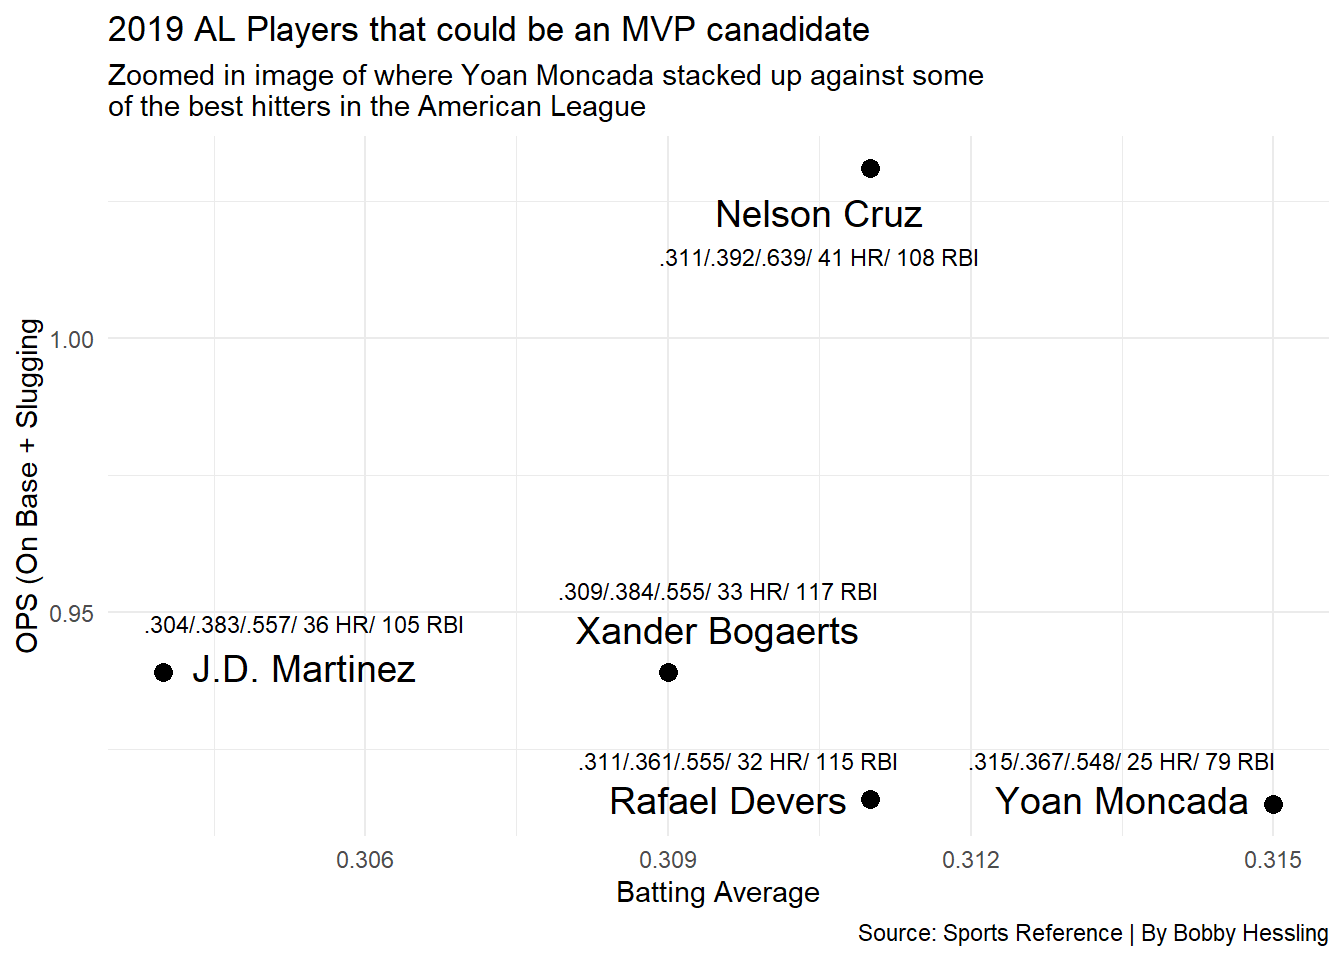 2019 AL Players that could be an MVP canadidate
Zoomed in image of where Yoan Moncada stacked up against some
of the best hitters in the American League
Nelson Cruz
.311/.392/.639/ 41 HR/ 108 RBI
OPS (On Base + Slugging
1.00
0.95
.309/.384/.555/ 33 HR/ 117 RBI
Xander Bogaerts
.304/.383/.557/ 36 HR/ 105 RBI
J.D. Martinez
.311/.361/.555/ 32 HR/ 115 RBI
Rafael Devers
.315/.367/.548/ 25 HR/ 79 RBI
Yoan Moncada
0.306
0.309
0.312
0.315
Batting Average
Source: Sports Reference | By Bobby Hessling